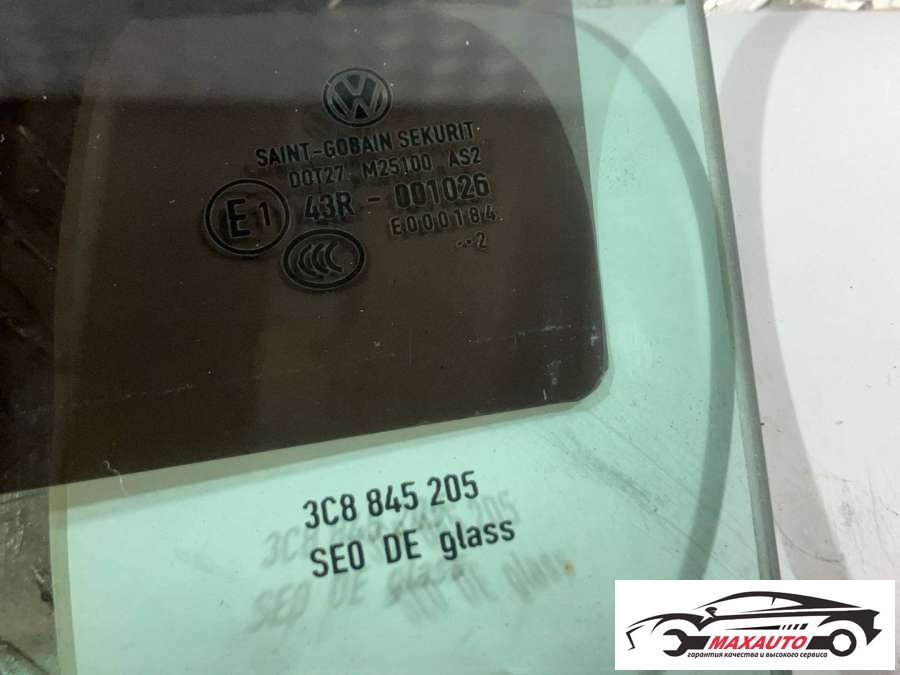 SAINT-GOBAIN SEKURIT
DOT27 M25100 AS2
E1 43R - 001026
E000184
··2
3C8 845 205
SE0 DE glass
MAXAUTO
гарантия качества и высокого сервиса